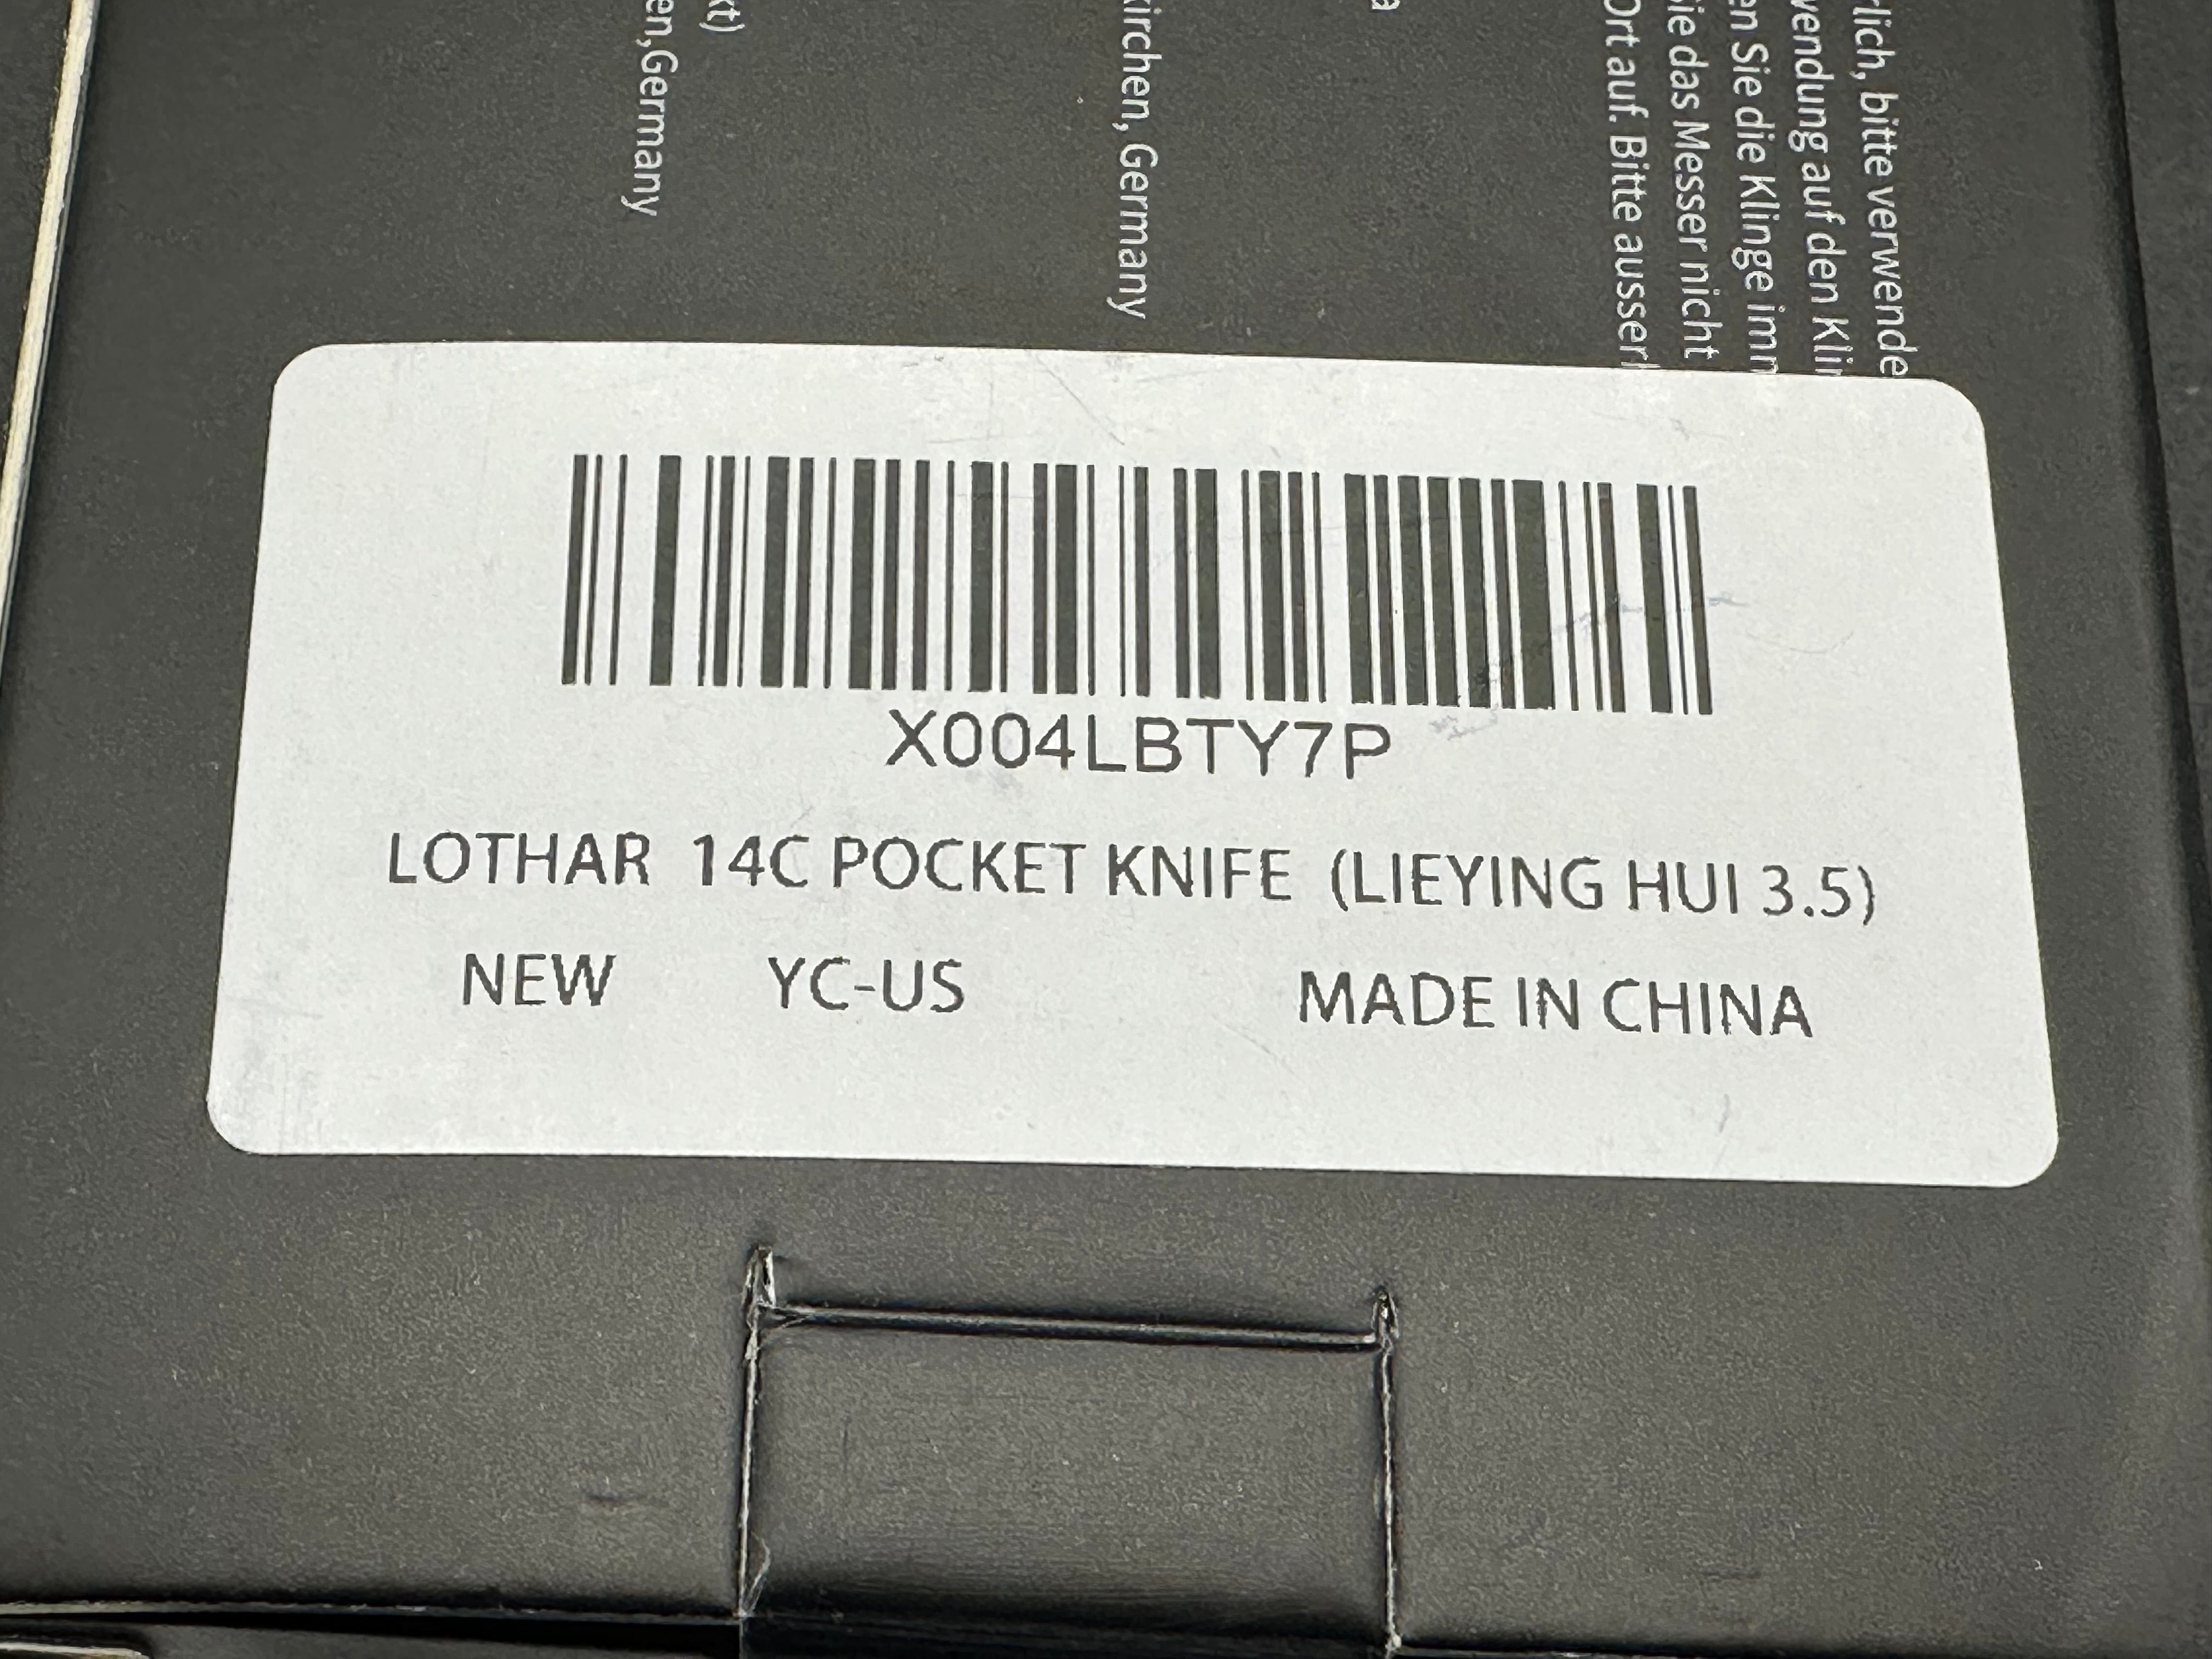 X004LBTY7P
LOTHAR 14C POCKET KNIFE (LIEYING HUI 3.5)
NEW YC-US MADE IN CHINA
rlich, bitte verwende
wendung auf den Kli
en Sie die Klinge imm
ie das Messer nicht
Ort auf. Bitte ausser
kirchen, Germany
kt)
en,Germany